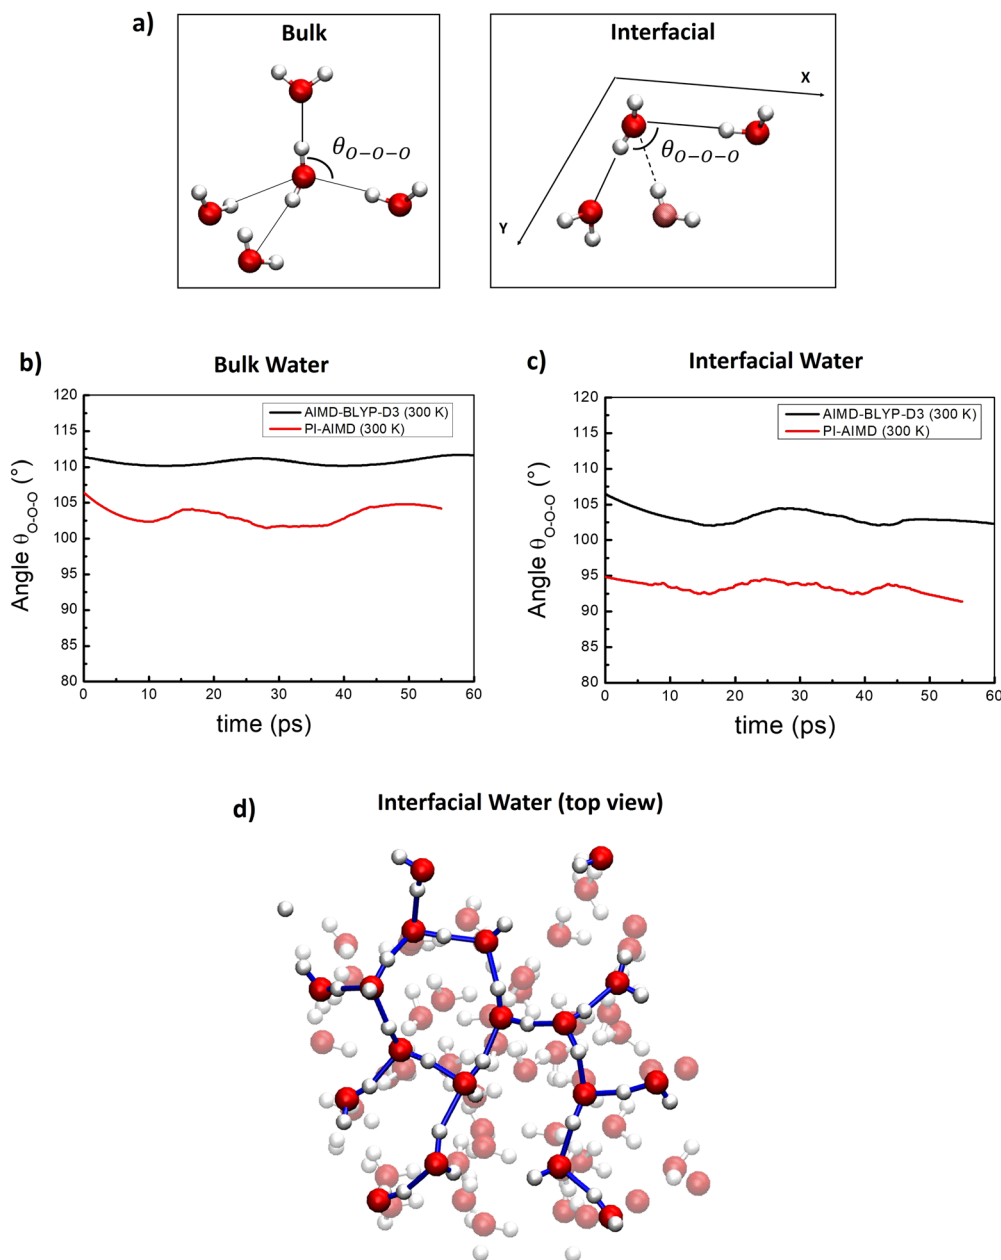 a)
Bulk
θO-O-O
Interfacial
X
θO-O-O
Y
b)
Bulk Water
120
115
110
105
100
95
90
85
80
0 10 20 30 40 50 60
Angle θO-O-O (°)
time (ps)
AIMD-BLYP-D3 (300 K)
PI-AIMD (300 K)
c)
Interfacial Water
120
115
110
105
100
95
90
85
80
0 10 20 30 40 50 60
Angle θO-O-O (°)
time (ps)
AIMD-BLYP-D3 (300 K)
PI-AIMD (300 K)
d)
Interfacial Water (top view)